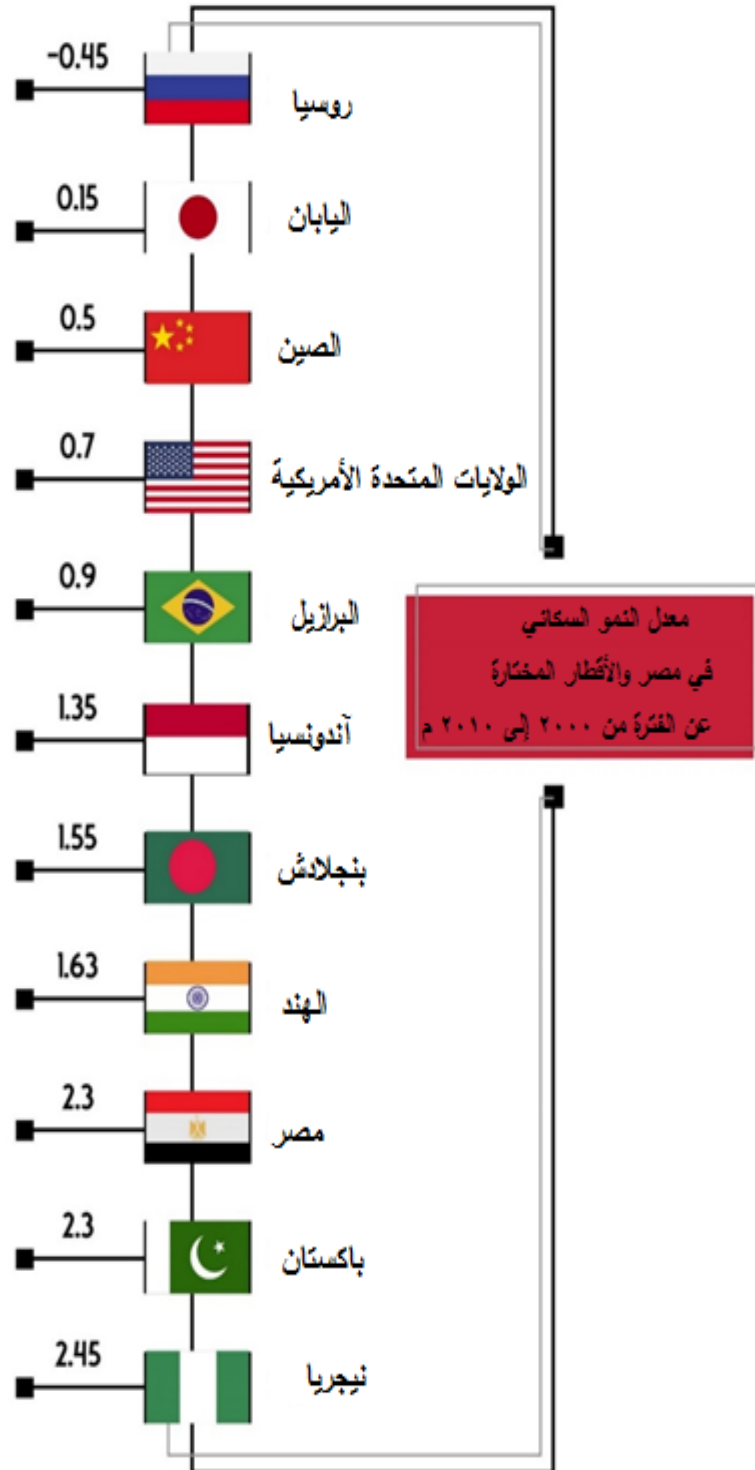 -0.45
روسيا
0.15
اليابان
0.5
الصين
0.7
الولايات المتحدة الأمريكية
0.9
البرازيل
معدل النمو السكاني
في مصر والأقطار المختارة
عن الفترة من ٢٠٠٠ إلى ٢٠١٠ م
1.35
آندونسيا
1.55
بنجلادش
1.63
الهند
2.3
مصر
2.3
باكستان
2.45
نيجريا